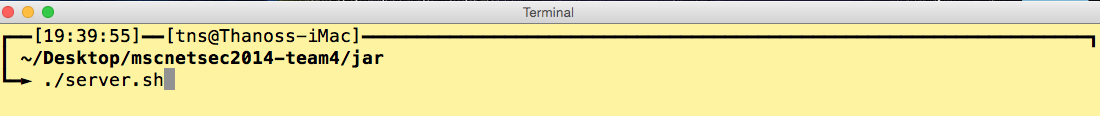 Terminal
[19:39:55]—[tns@Thanoss-iMac]
~/Desktop/mscnetsec2014-team4/jar
./server.sh